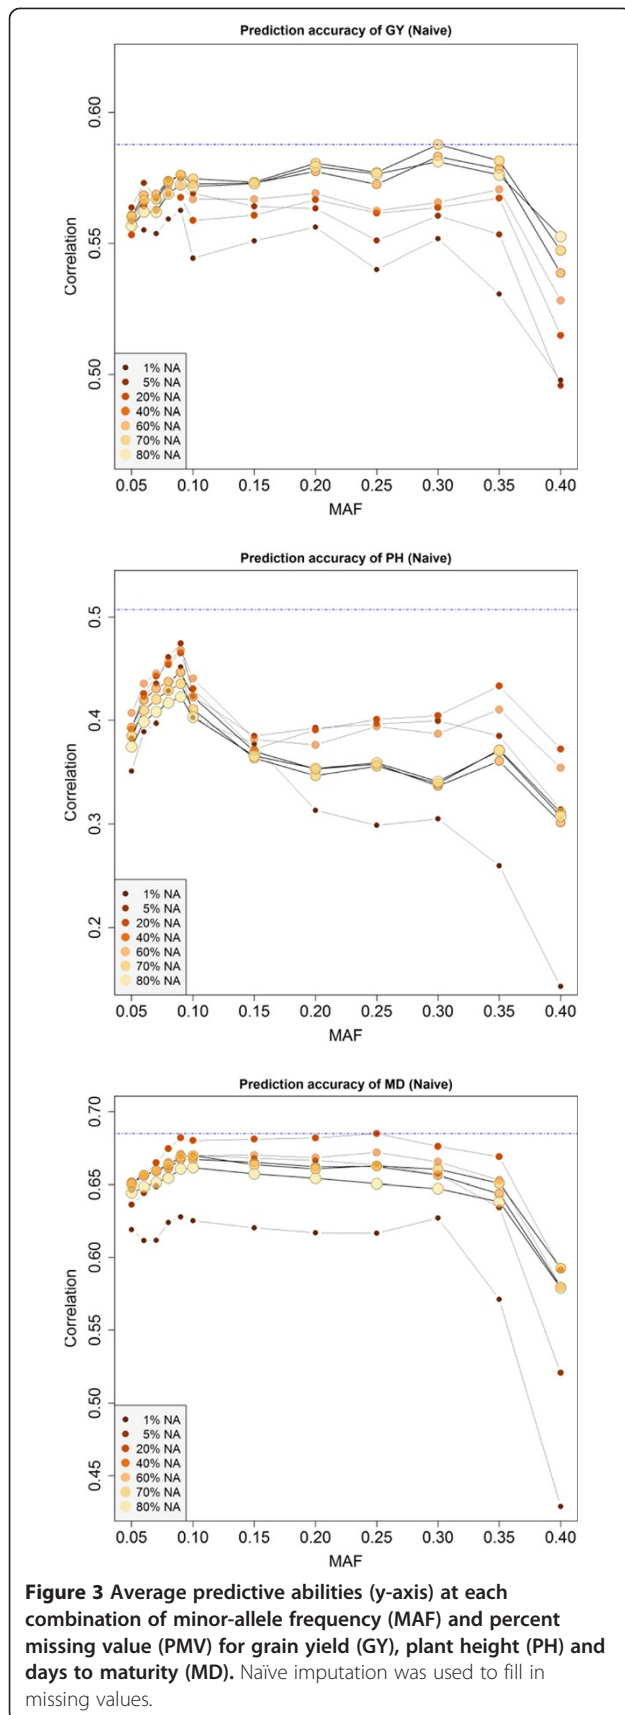 Prediction accuracy of GY (Naive)
Correlation
0.60
0.55
0.50
1% NA
5% NA
20% NA
40% NA
60% NA
70% NA
80% NA
0.05 0.10 0.15 0.20 0.25 0.30 0.35 0.40
MAF
Prediction accuracy of PH (Naive)
Correlation
0.5
0.4
0.3
0.2
1% NA
5% NA
20% NA
40% NA
60% NA
70% NA
80% NA
0.05 0.10 0.15 0.20 0.25 0.30 0.35 0.40
MAF
Prediction accuracy of MD (Naive)
Correlation
0.70
0.65
0.60
0.55
0.50
0.45
1% NA
5% NA
20% NA
40% NA
60% NA
70% NA
80% NA
0.05 0.10 0.15 0.20 0.25 0.30 0.35 0.40
MAF
Figure 3 Average predictive abilities (y-axis) at each
combination of minor-allele frequency (MAF) and percent
missing value (PMV) for grain yield (GY), plant height (PH) and
days to maturity (MD). Naïve imputation was used to fill in
missing values.